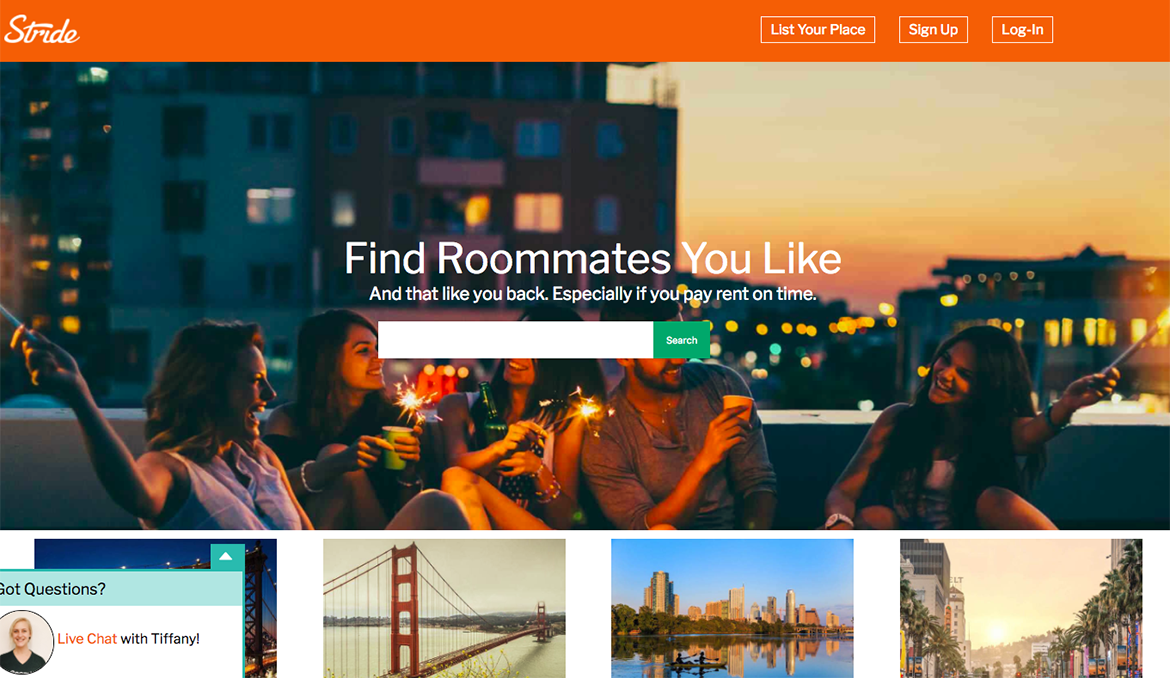 Stride
List Your Place
Sign Up
Log-In
Find Roommates You Like
And that like you back. Especially if you pay rent on time.
Search
Got Questions?
Live Chat with Tiffany!